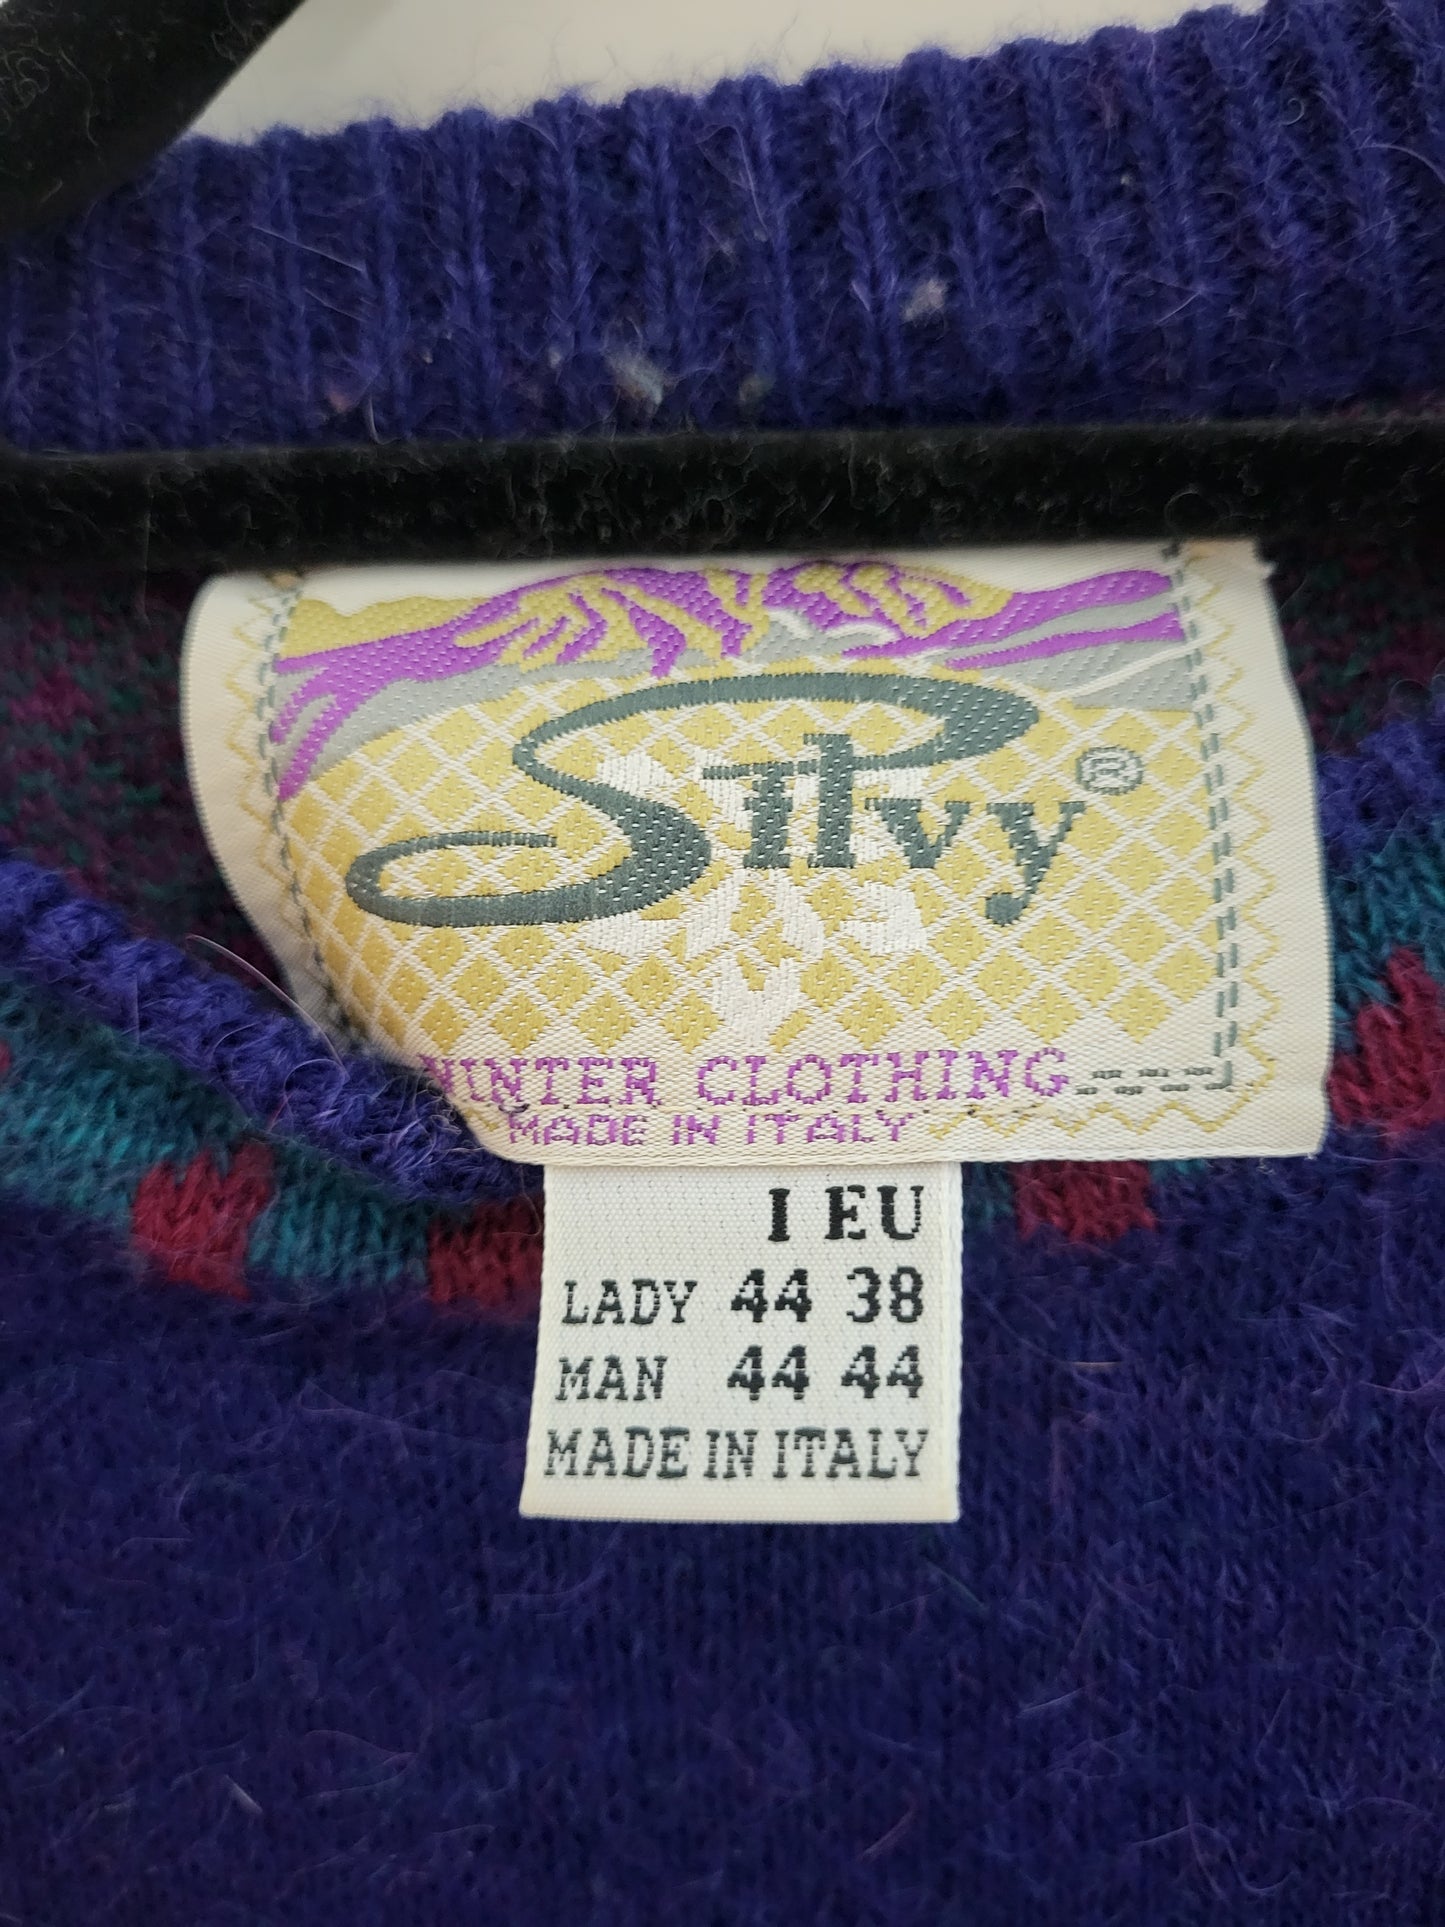 Silvy®
WINTER CLOTHING
MADE IN ITALY
I EU
LADY 44 38
MAN 44 44
MADE IN ITALY